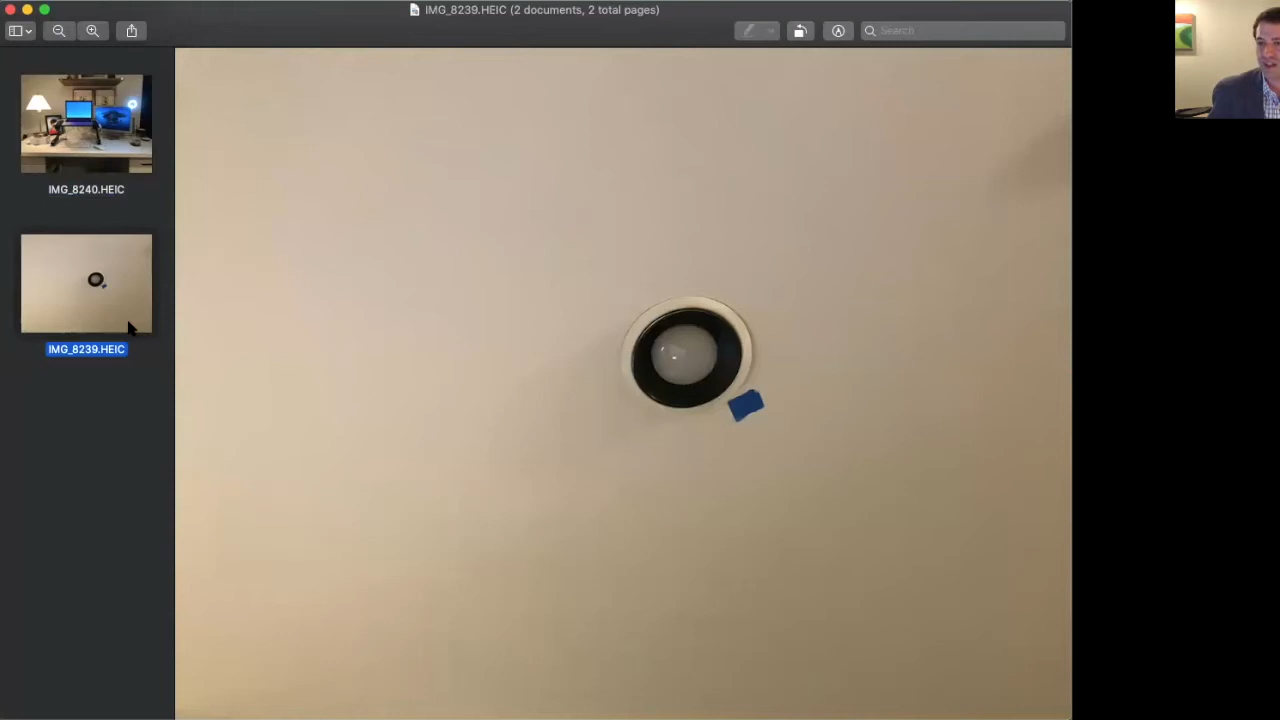 IMG_8239.HEIC (2 documents, 2 total pages)
Search
IMG_8240.HEIC
IMG_8239.HEIC